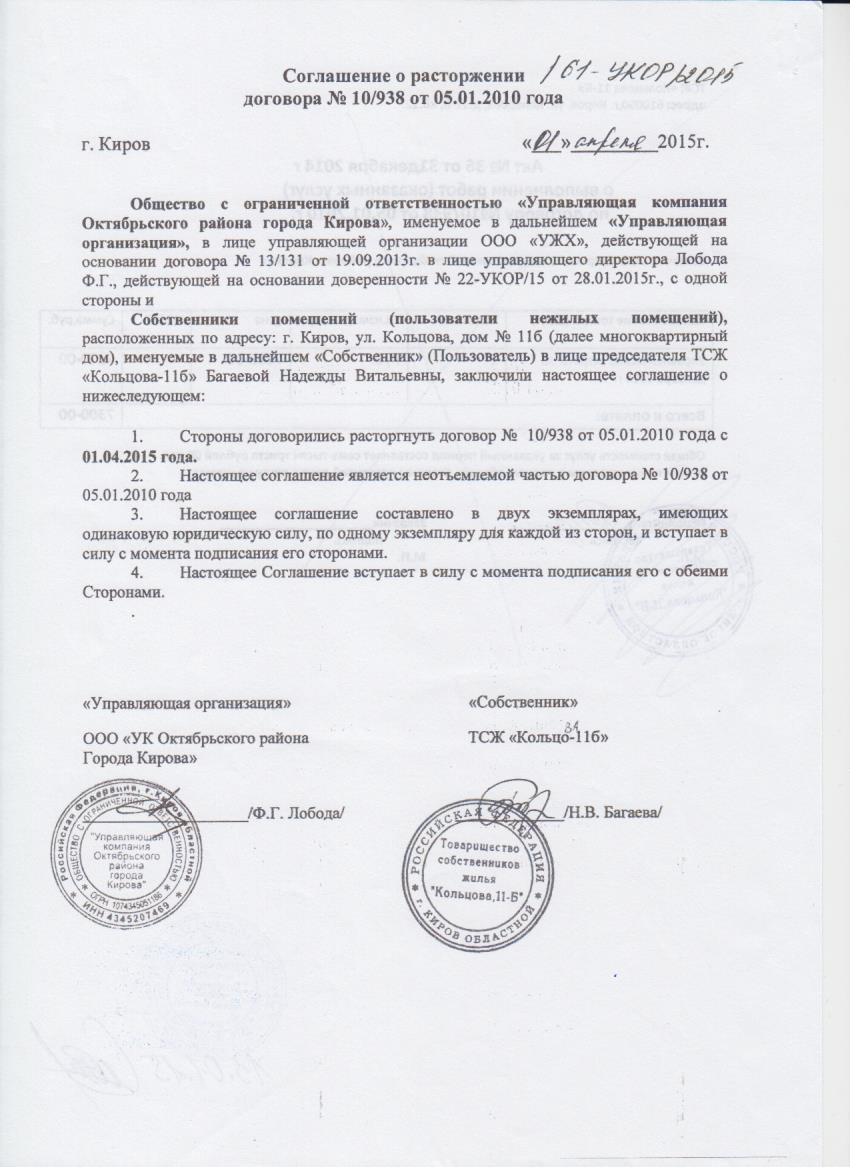 Соглашение о расторжении /61-УКОР/2015
договора № 10/938 от 05.01.2010 года
г. Киров «01» апреля 2015г.
Общество с ограниченной ответственностью «Управляющая компания
Октябрьского района города Кирова», именуемое в дальнейшем «Управляющая
организация», в лице управляющей организации ООО «УЖХ», действующей на
основании договора № 13/131 от 19.09.2013г. в лице управляющего директора Лобода
Ф.Г., действующей на основании доверенности № 22-УКОР/15 от 28.01.2015г., с одной
стороны и
Собственники помещений (пользователи нежилых помещений),
расположенных по адресу: г. Киров, ул. Кольцова, дом № 11б (далее многоквартирный
дом), именуемые в дальнейшем «Собственник» (Пользователь) в лице председателя ТСЖ
«Кольцова-11б» Багаевой Надежды Витальевны, заключили настоящее соглашение о
нижеследующем:
1. Стороны договорились расторгнуть договор № 10/938 от 05.01.2010 года с
01.04.2015 года.
2. Настоящее соглашение является неотъемлемой частью договора № 10/938 от
05.01.2010 года
3. Настоящее соглашение составлено в двух экземплярах, имеющих
одинаковую юридическую силу, по одному экземпляру для каждой из сторон, и вступает в
силу с момента подписания его сторонами.
4. Настоящее Соглашение вступает в силу с момента подписания его с обеими
Сторонами.
«Управляющая организация» «Собственник»
ООО «УК Октябрьского района ТСЖ «Кольцо-11б»
Города Кирова»
/Ф.Г. Лобода/ /Н.В. Багаева/
Российская Федерация, г. Киров областной
ОБЩЕСТВО С ОГРАНИЧЕННОЙ ОТВЕТСТВЕННОСТЬЮ
"Управляющая
компания
Октябрьского
района
города
Кирова"
ОГРН 1074345051186
ИНН 4345207469
РОССИЙСКАЯ ФЕДЕРАЦИЯ
Товарищество
собственников
жилья
"Кольцова,11-Б"
г. КИРОВ ОБЛАСТНОЙ